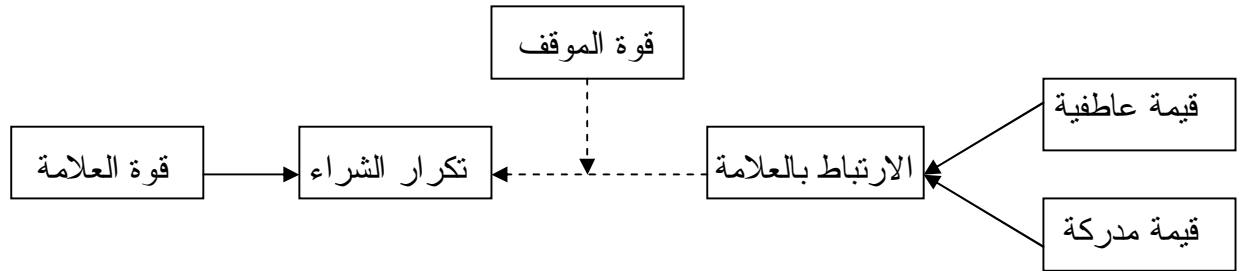 قوة الموقف
قيمة عاطفية
الارتباط بالعلامة
تكرار الشراء
قوة العلامة
قيمة مدركة